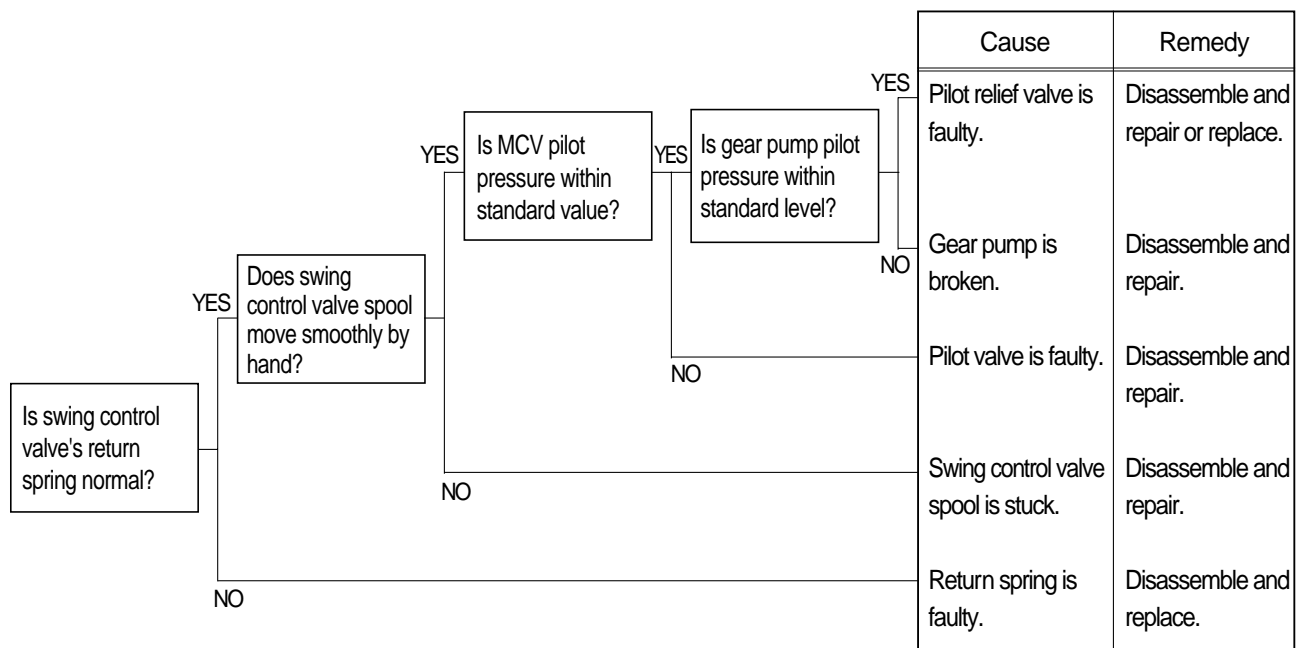 Cause
Remedy
YES
Pilot relief valve is
faulty.
Disassemble and
repair or replace.
Is MCV pilot
pressure within
standard value?
YES
YES
Is gear pump pilot
pressure within
standard level?
NO
Gear pump is
broken.
Disassemble and
repair.
Does swing
control valve spool
move smoothly by
hand?
YES
NO
Pilot valve is faulty.
Disassemble and
repair.
Is swing control
valve's return
spring normal?
NO
Swing control valve
spool is stuck.
Disassemble and
repair.
NO
Return spring is
faulty.
Disassemble and
replace.